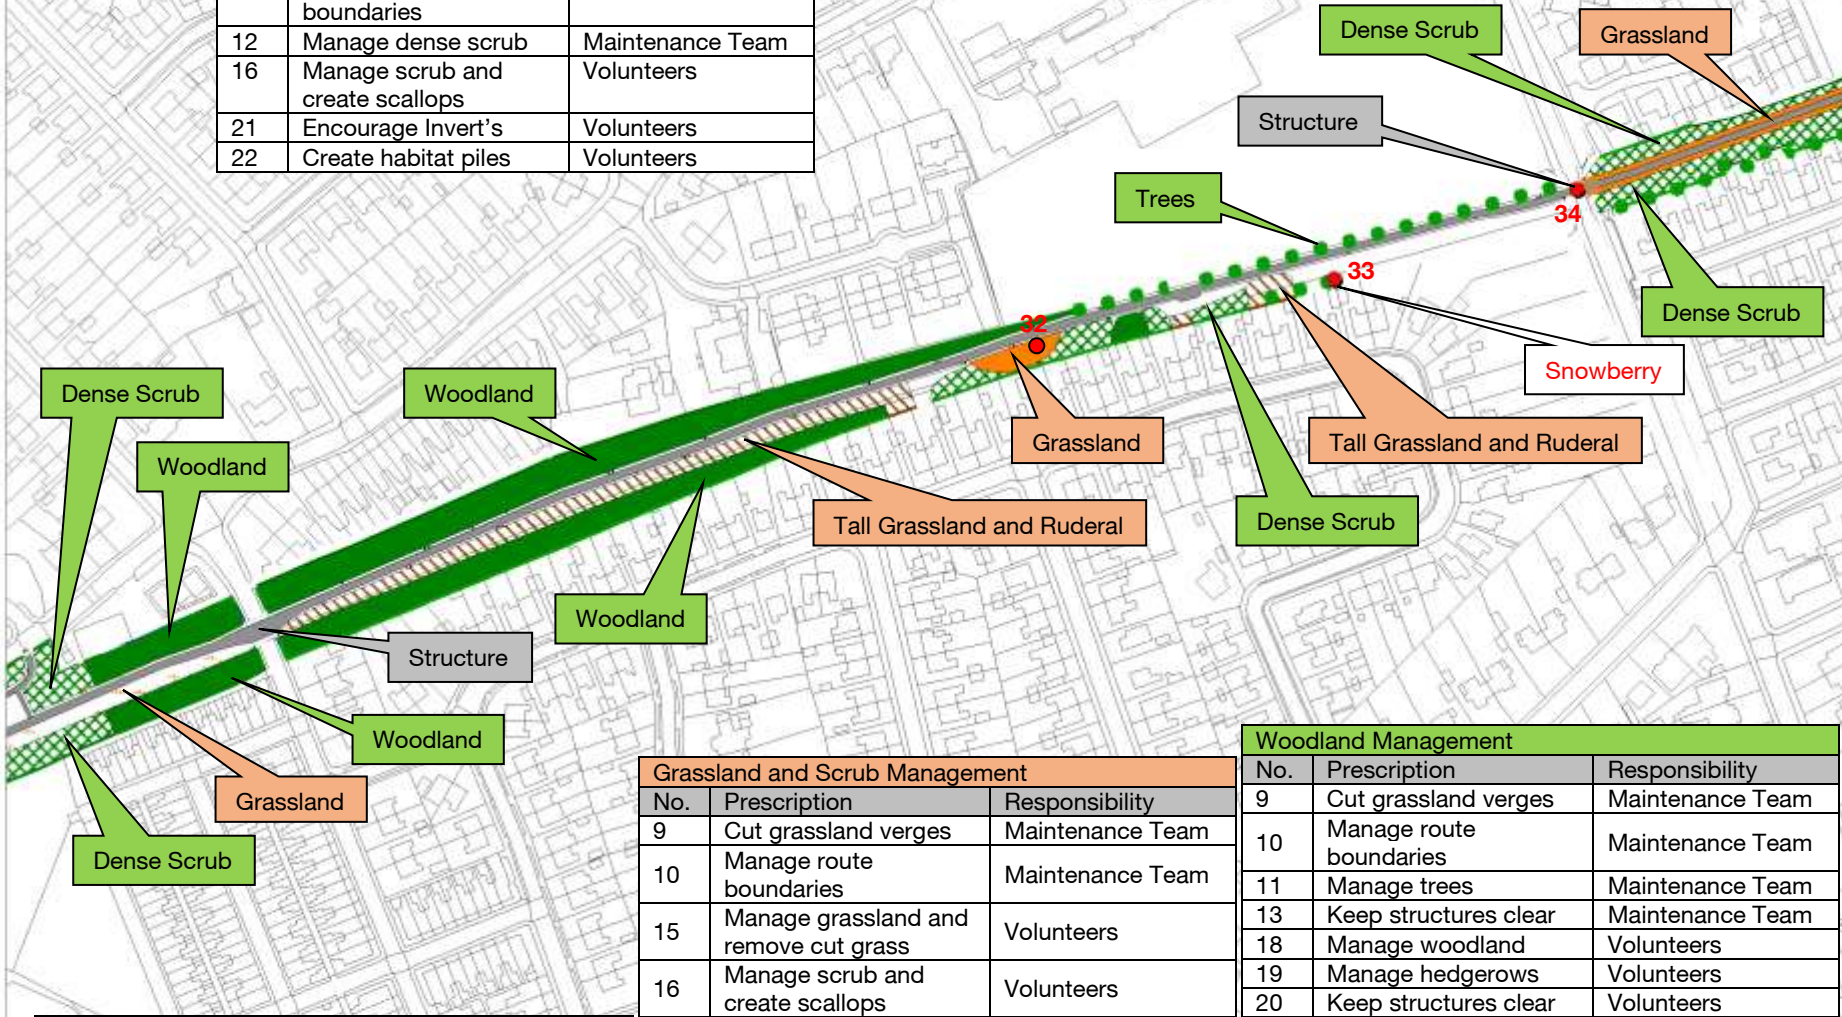 boundaries
12 Manage dense scrub Maintenance Team
16 Manage scrub and Volunteers
create scallops
21 Encourage Invert's Volunteers
22 Create habitat piles Volunteers
Dense Scrub
Grassland
Structure
Trees
34
33
Dense Scrub
32
Snowberry
Dense Scrub
Woodland
Woodland
Grassland
Tall Grassland and Ruderal
Tall Grassland and Ruderal
Dense Scrub
Woodland
Structure
Woodland
Grassland
Dense Scrub
Grassland and Scrub Management
No. Prescription Responsibility
9 Cut grassland verges Maintenance Team
10 Manage route
boundaries Maintenance Team
15 Manage grassland and
remove cut grass Volunteers
16 Manage scrub and
create scallops Volunteers
Woodland Management
No. Prescription Responsibility
9 Cut grassland verges Maintenance Team
10 Manage route
boundaries Maintenance Team
11 Manage trees Maintenance Team
13 Keep structures clear Maintenance Team
18 Manage woodland Volunteers
19 Manage hedgerows Volunteers
20 Keep structures clear Volunteers